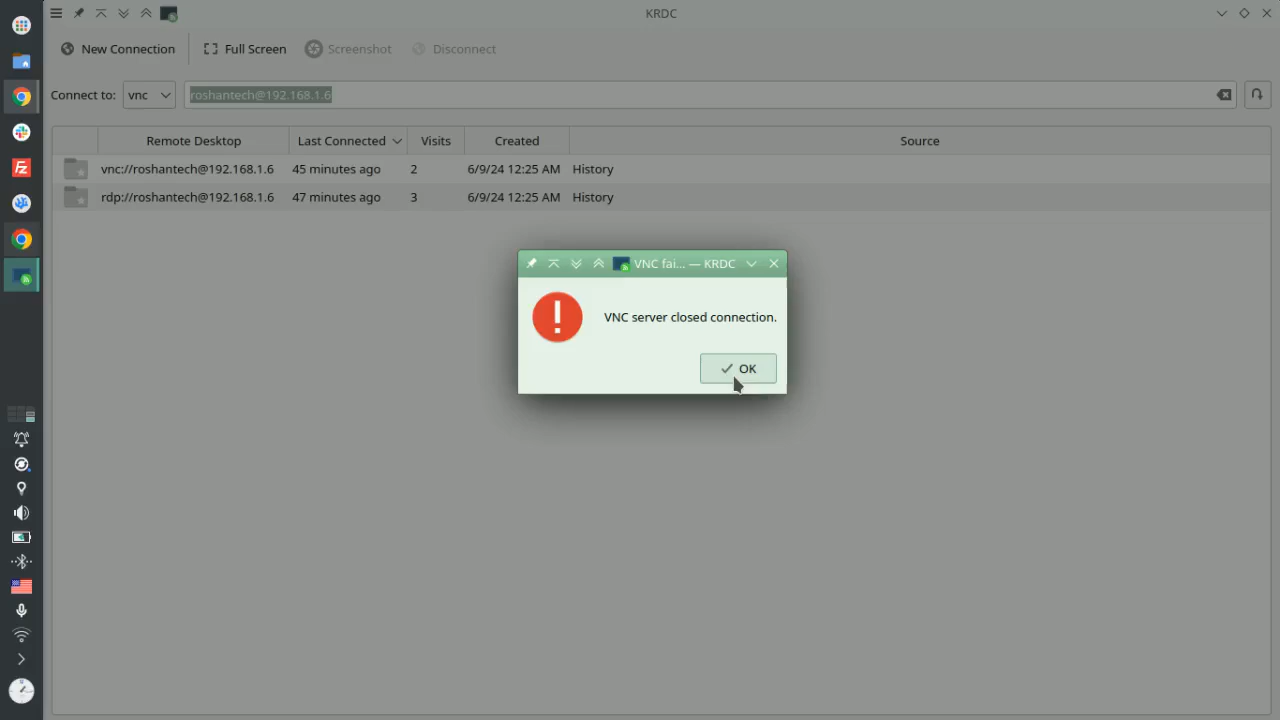 KRDC
New Connection Full Screen Screenshot Disconnect
Connect to: vnc roshantech@192.168.1.6
Remote Desktop Last Connected Visits Created Source
vnc://roshantech@192.168.1.6 45 minutes ago 2 6/9/24 12:25 AM History
rdp://roshantech@192.168.1.6 47 minutes ago 3 6/9/24 12:25 AM History
VNC fai... — KRDC
VNC server closed connection.
OK
Fz